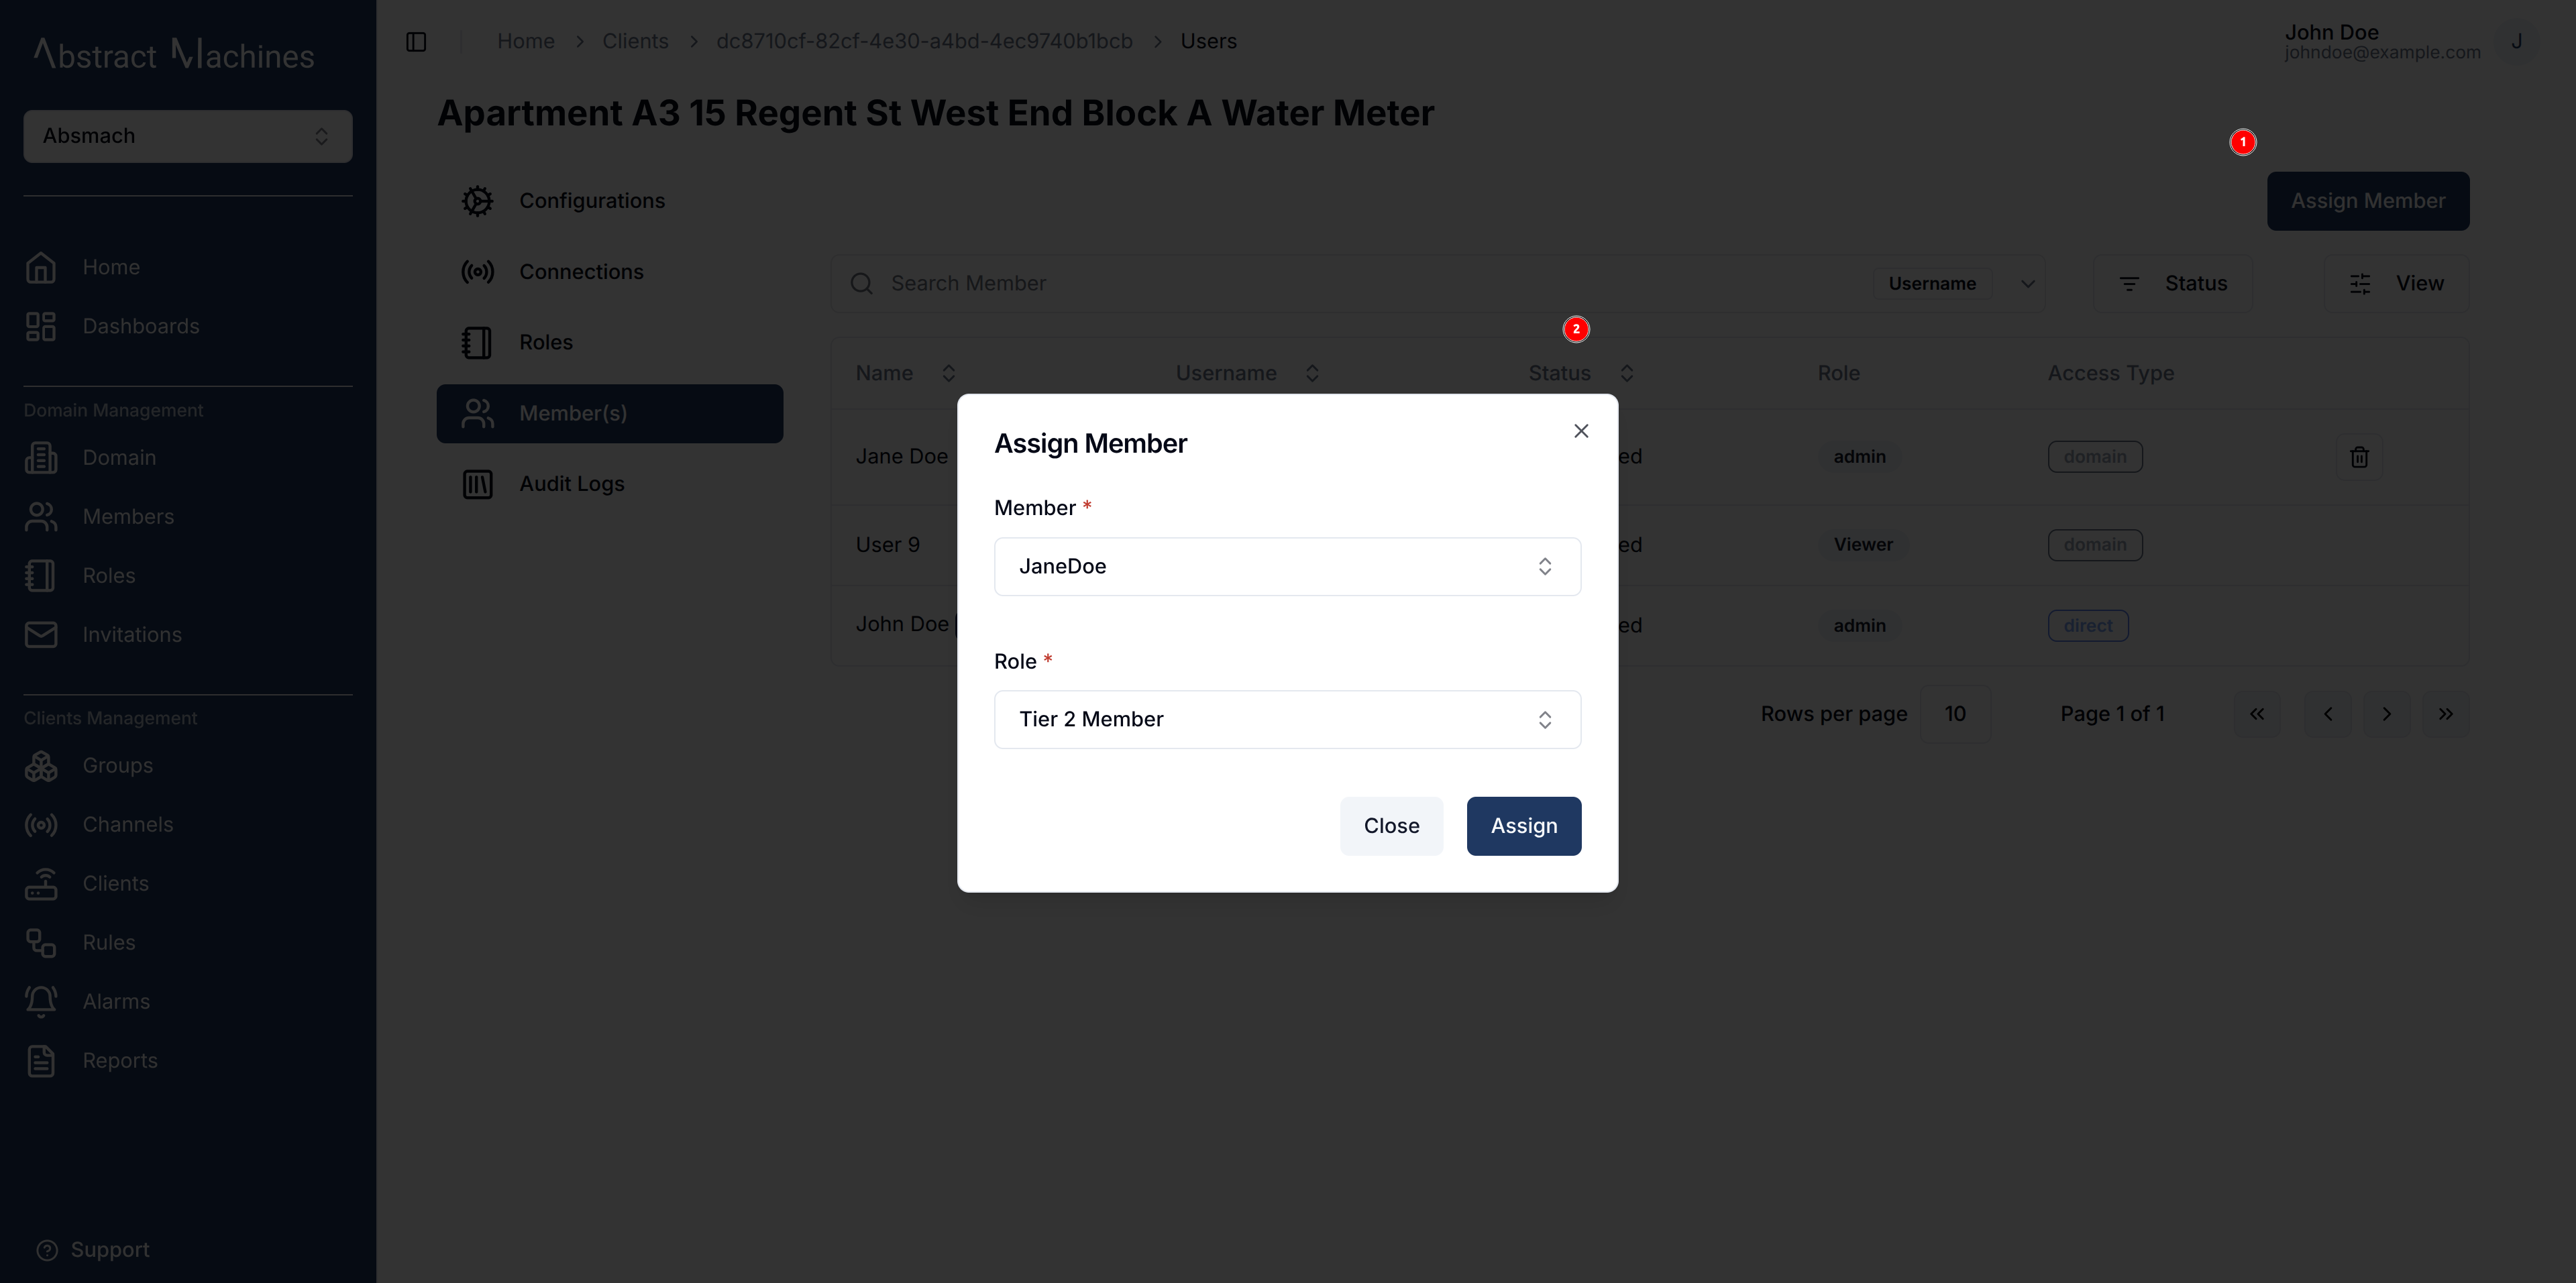 Abstract Machines
Absmach
Home
Dashboards
Domain Management
Domain
Members
Roles
Invitations
Clients Management
Groups
Channels
Clients
Rules
Alarms
Reports
Support
Home > Clients > dc8710cf-82cf-4e30-a4bd-4ec9740b1bcb > Users
John Doe
johndoe@example.com
J
Apartment A3 15 Regent St West End Block A Water Meter
1
Configurations
Connections
Roles
Member(s)
Audit Logs
Assign Member
Search Member
Username
Status
View
2
Name Username Status Role Access Type
Jane Doe ed admin domain
User 9 ed Viewer domain
John Doe ed admin direct
Rows per page 10 Page 1 of 1
Assign Member
Member *
JaneDoe
Role *
Tier 2 Member
Close Assign